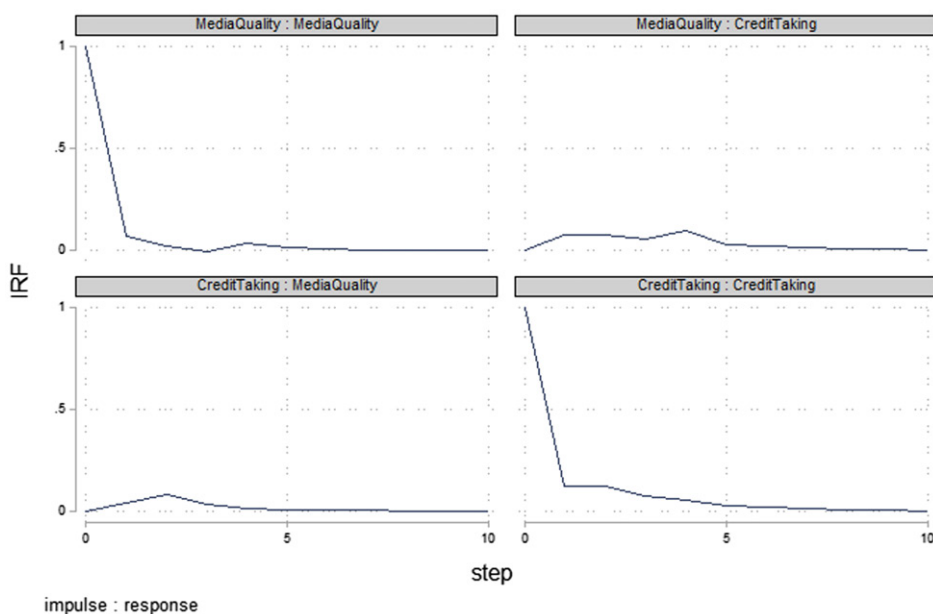 MediaQuality : MediaQuality
MediaQuality : CreditTaking
1
.5
0
CreditTaking : MediaQuality
CreditTaking : CreditTaking
1
.5
0
0
5
10
0
5
10
IRF
step
impulse : response